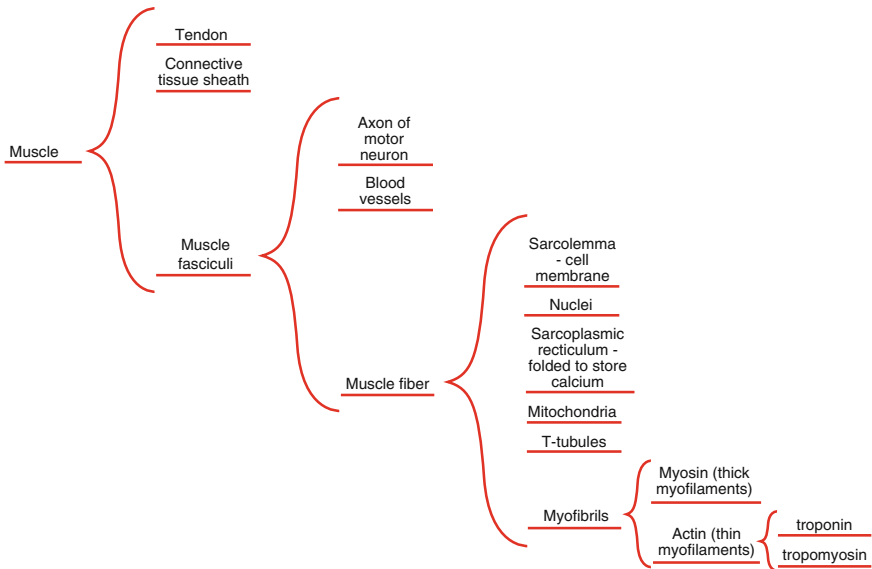 Muscle
Tendon
Connective
tissue sheath
Muscle
fasciculi
Axon of
motor
neuron
Blood
vessels
Muscle fiber
Sarcolemma
- cell
membrane
Nuclei
Sarcoplasmic
recticulum -
folded to store
calcium
Mitochondria
T-tubules
Myofibrils
Myosin (thick
myofilaments)
Actin (thin
myofilaments)
troponin
tropomyosin